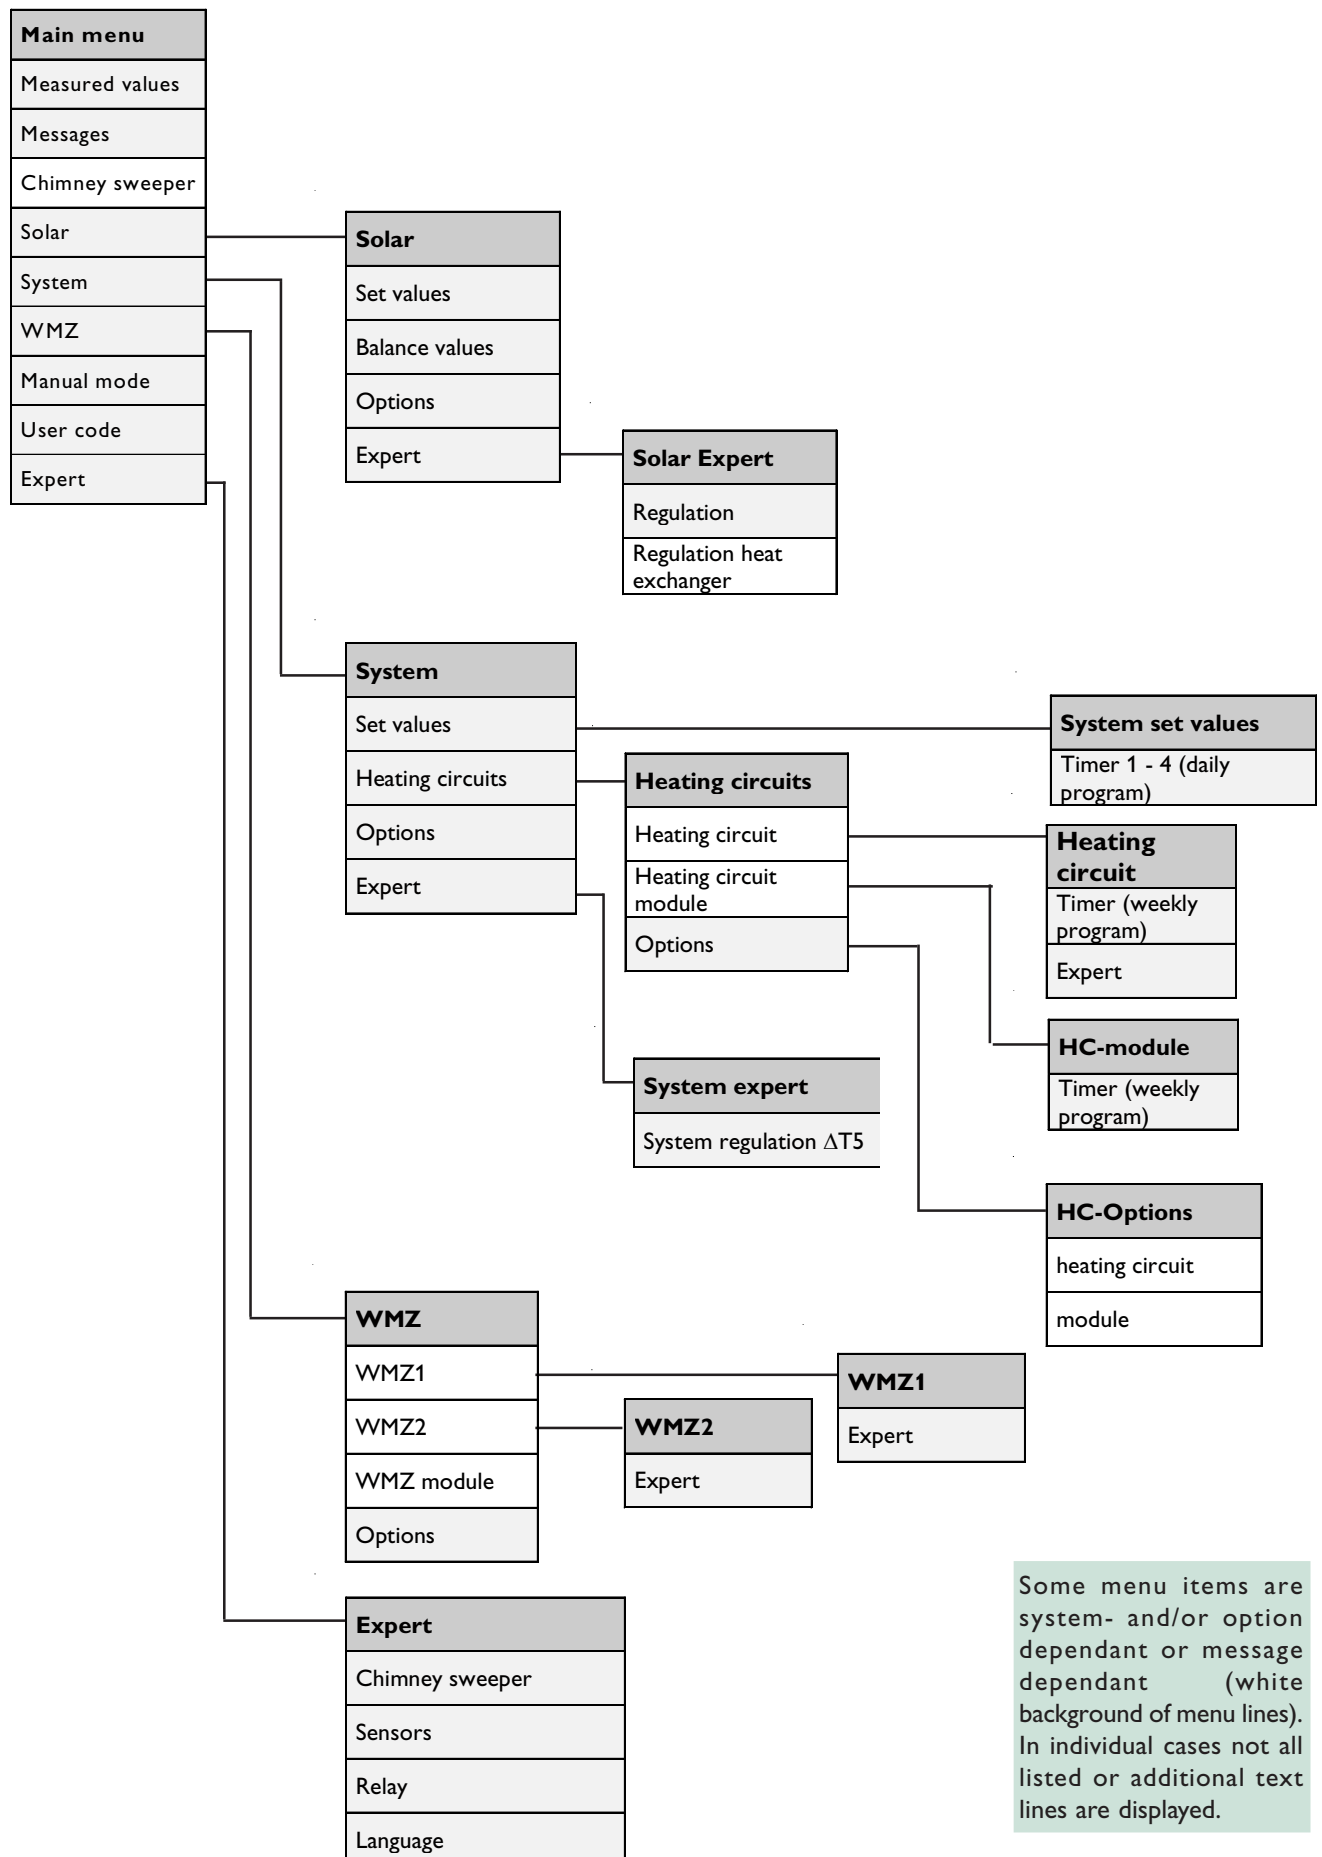 Main menu
Measured values
Messages
Chimney sweeper
Solar
System
WMZ
Manual mode
User code
Expert
Solar
Set values
Balance values
Options
Expert
Solar Expert
Regulation
Regulation heat
exchanger
System
Set values
Heating circuits
Options
Expert
System set values
Timer 1 - 4 (daily
program)
Heating circuits
Heating circuit
Heating circuit
module
Options
Heating
circuit
Timer (weekly
program)
Expert
HC-module
Timer (weekly
program)
System expert
System regulation ΔT5
HC-Options
heating circuit
module
WMZ
WMZ1
WMZ2
WMZ module
Options
WMZ1
Expert
WMZ2
Expert
Expert
Chimney sweeper
Sensors
Relay
Language
Some menu items are
system- and/or option
dependant or message
dependant (white
background of menu lines).
In individual cases not all
listed or additional text
lines are displayed.